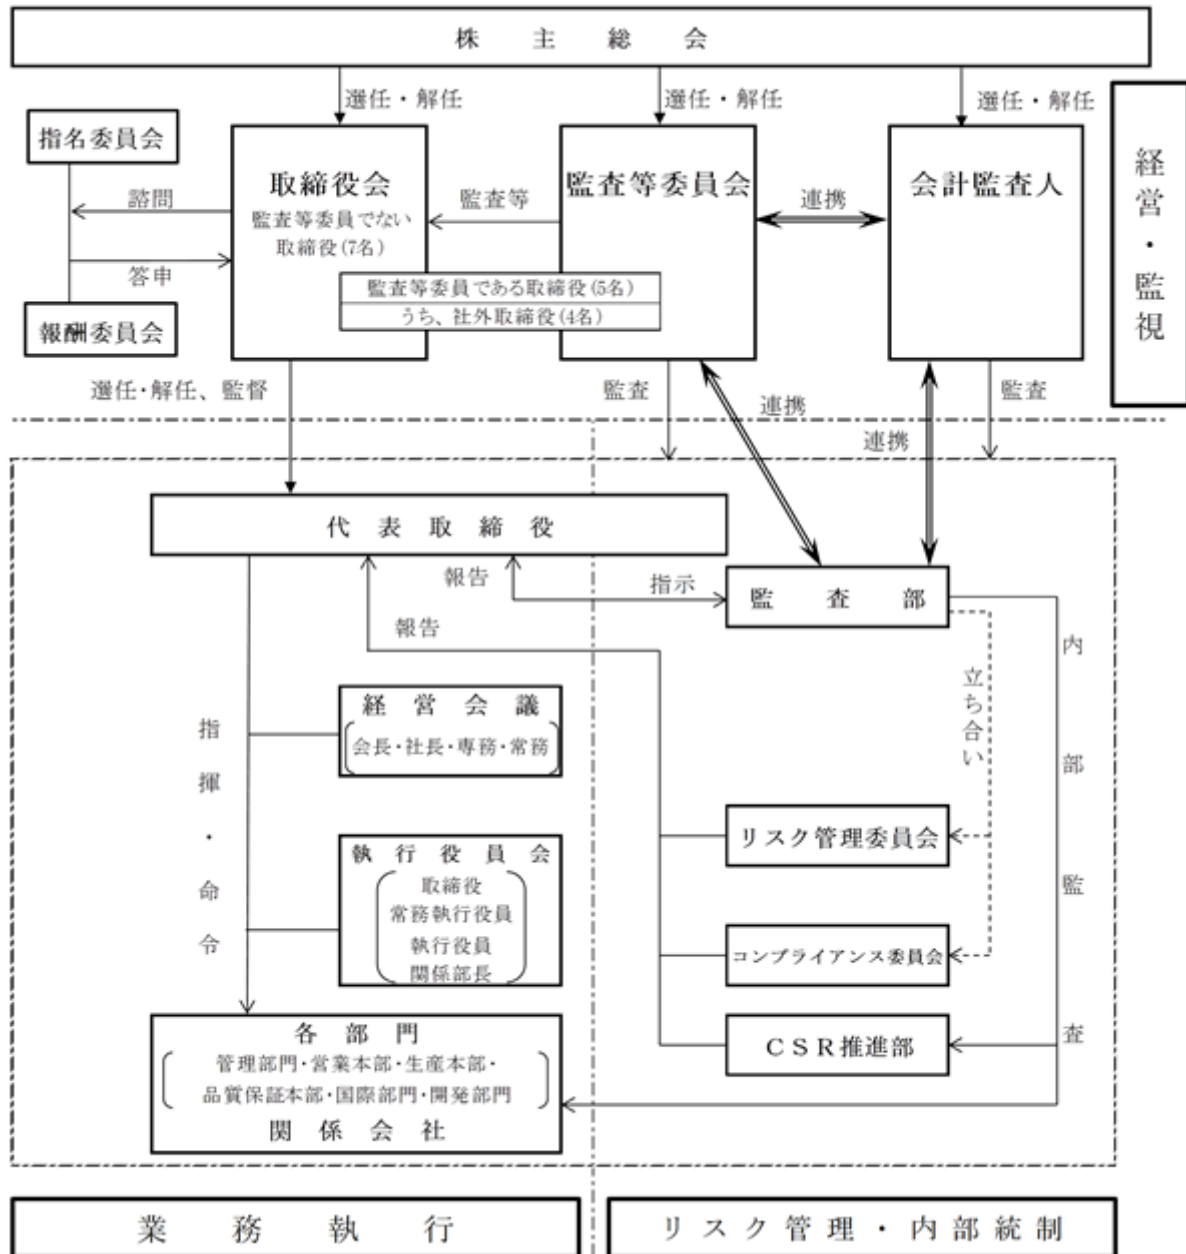 株主総会
選任・解任
選任・解任
選任・解任
指名委員会
諮問
答申
報酬委員会
取締役会
監査等委員でない
取締役(7名)
監査等
監査等委員会
連携
会計監査人
監査等委員である取締役(5名)
うち、社外取締役(4名)
経営・監視
選任・解任、監督
監査
連携
連携
監査
代表取締役
報告
指示
監査部
報告
立ち合い
内部監査
指揮・命令
経営会議
会長・社長・専務・常務
執行役員会
取締役
常務執行役員
執行役員
関係部長
リスク管理委員会
コンプライアンス委員会
CSR推進部
各部門
管理部門・営業本部・生産本部・
品質保証本部・国際部門・開発部門
関係会社
業務執行
リスク管理・内部統制